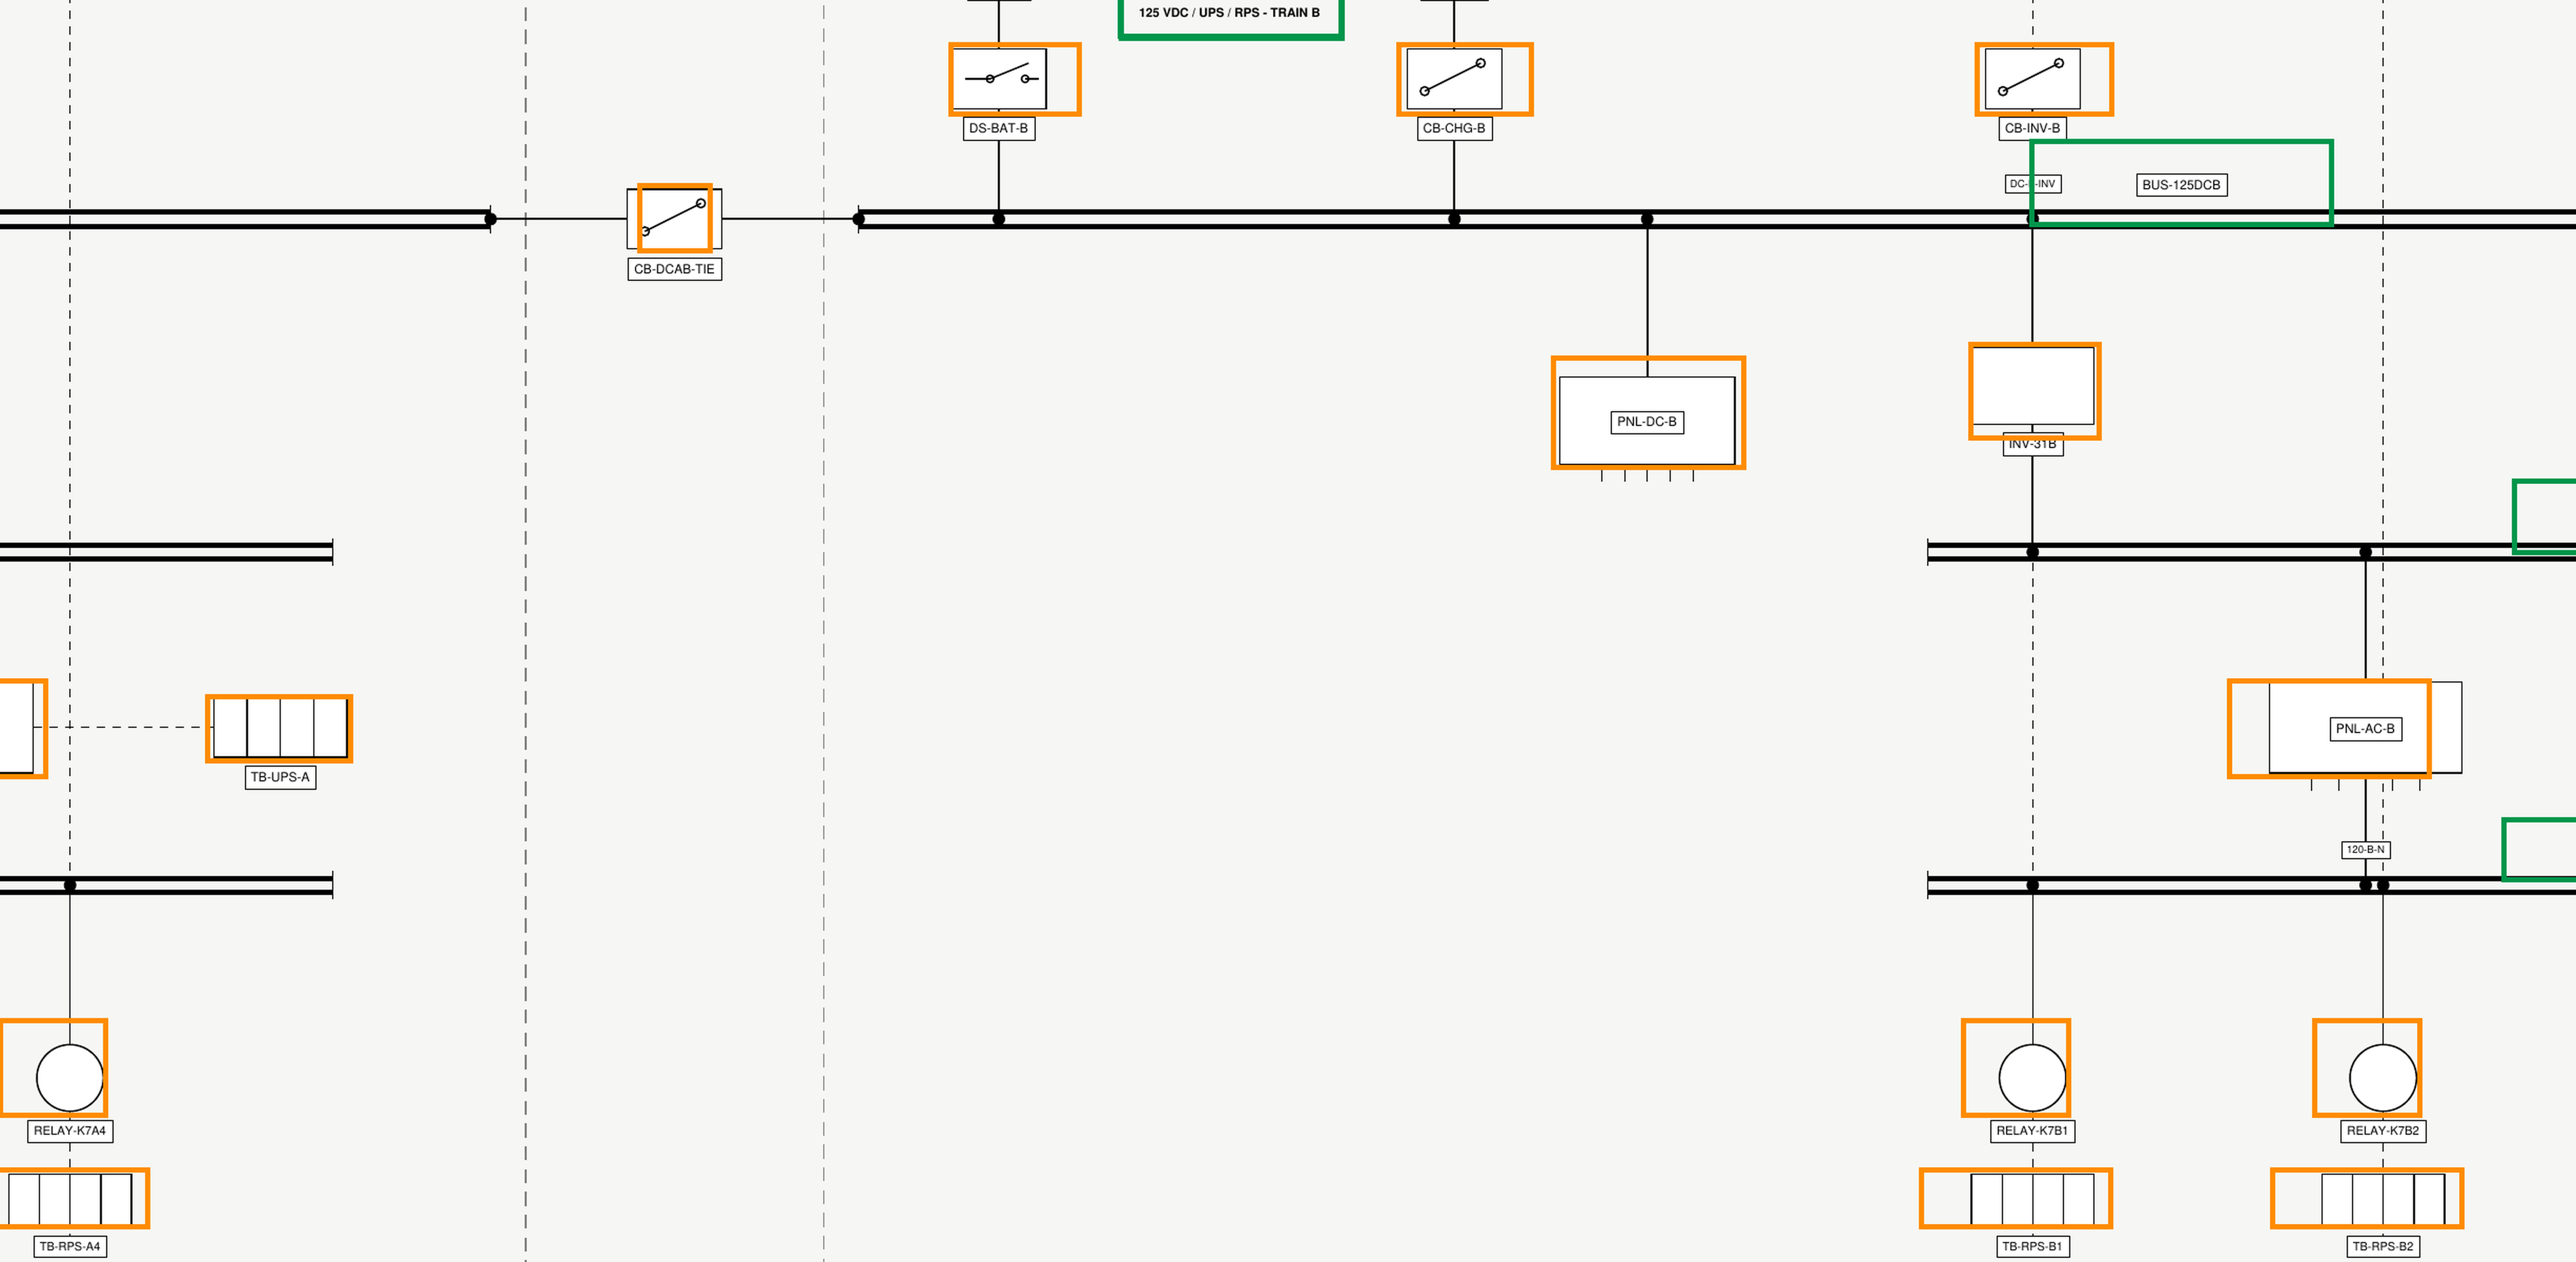 125 VDC / UPS / RPS - TRAIN B
DS-BAT-B
CB-CHG-B
CB-INV-B
BUS-125DCB
CB-DCAB-TIE
PNL-DC-B
INV-31B
PNL-AC-B
TB-UPS-A
120-B-N
RELAY-K7A4
RELAY-K7B1
RELAY-K7B2
TB-RPS-A4
TB-RPS-B1
TB-RPS-B2